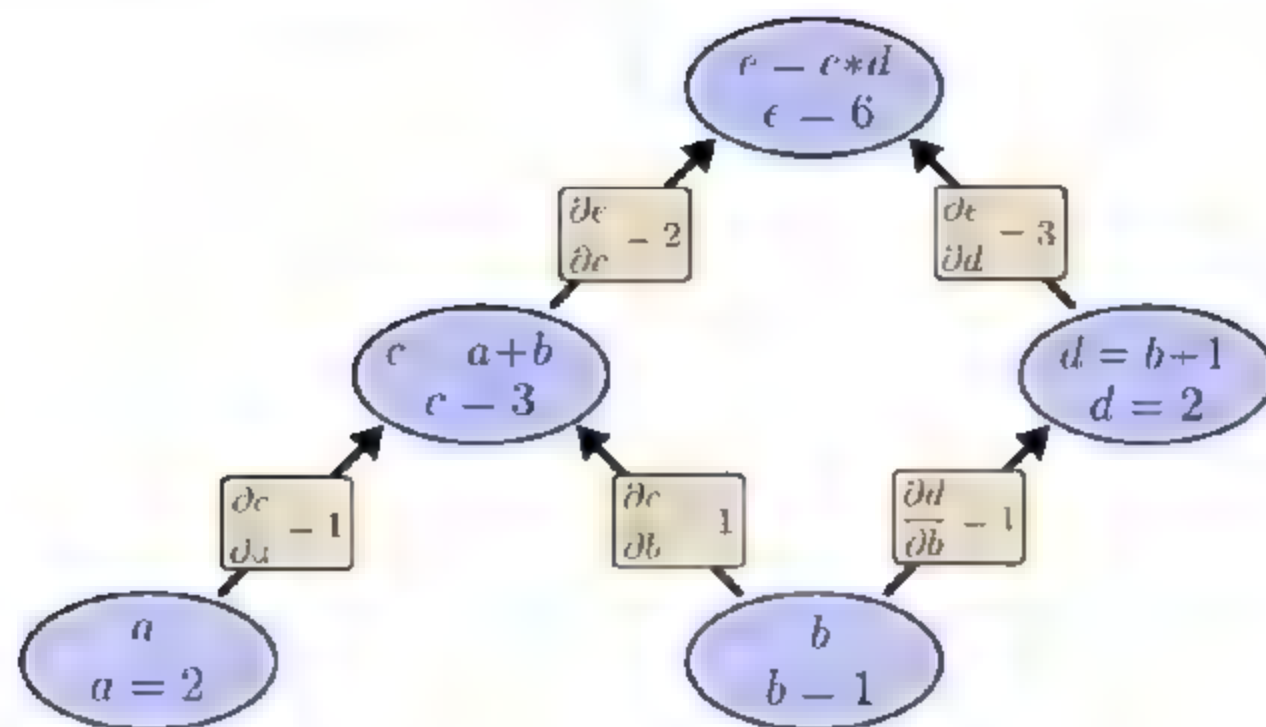 e = c*d
e = 6
∂e
∂c = 2
∂e
∂d = 3
c = a+b
c = 3
d = b+1
d = 2
∂c
∂a = 1
∂c
∂b = 1
∂d
∂b = 1
a
a = 2
b
b = 1